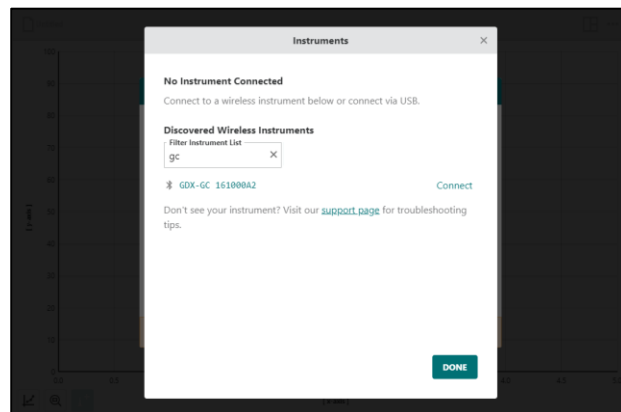 Instruments
No Instrument Connected
Connect to a wireless instrument below or connect via USB.
Discovered Wireless Instruments
Filter Instrument List
gc
GDX-GC 161000A2 Connect
Don't see your instrument? Visit our support page for troubleshooting
tips.
DONE